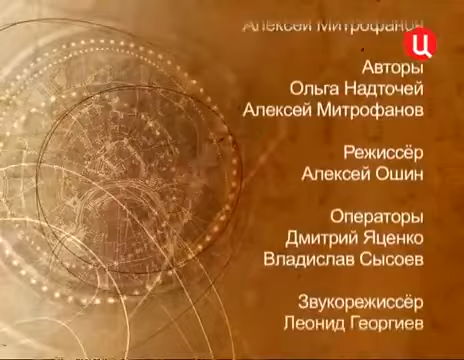 Алексей Митрофанов
Ц
Авторы
Ольга Надточей
Алексей Митрофанов
Режиссёр
Алексей Ошин
Операторы
Дмитрий Яценко
Владислав Сысоев
Звукорежиссёр
Леонид Георгиев